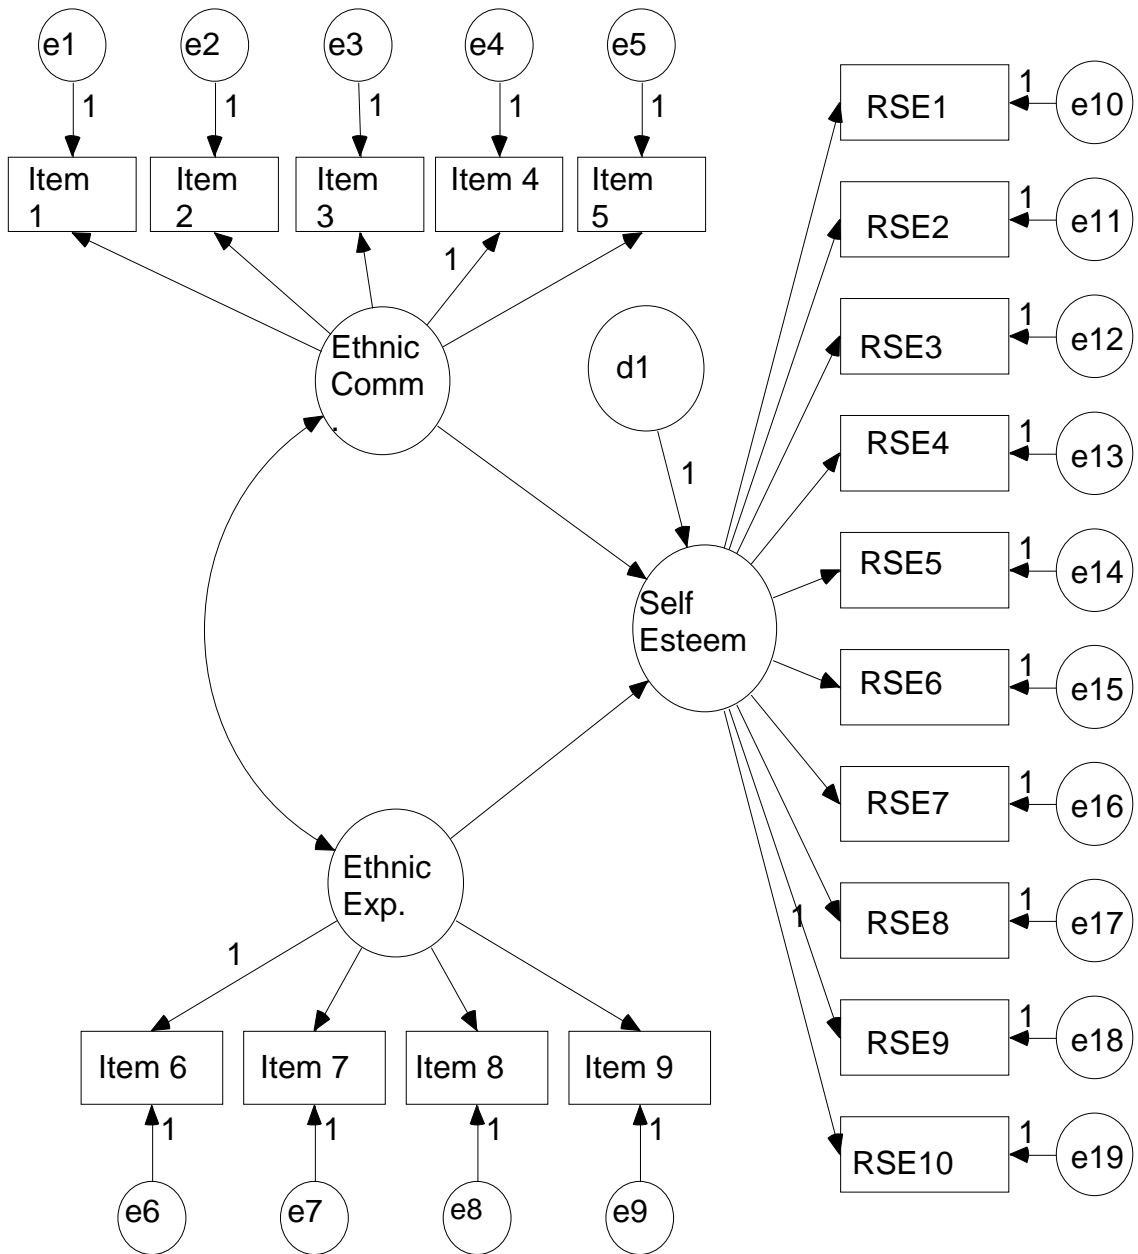 e1 e2 e3 e4 e5
1 1 1 1 1
Item
1
Item
2
Item
3
Item 4
Item
5
1
Ethnic
Comm
.
d1
1
Self
Esteem
Ethnic
Exp.
1
Item 6 Item 7 Item 8 Item 9
1 1 1 1
e6 e7 e8 e9
RSE1 1 e10
RSE2 1 e11
RSE3 1 e12
RSE4 1 e13
RSE5 1 e14
RSE6 1 e15
RSE7 1 e16
1
RSE8 1 e17
RSE9 1 e18
RSE10 1 e19